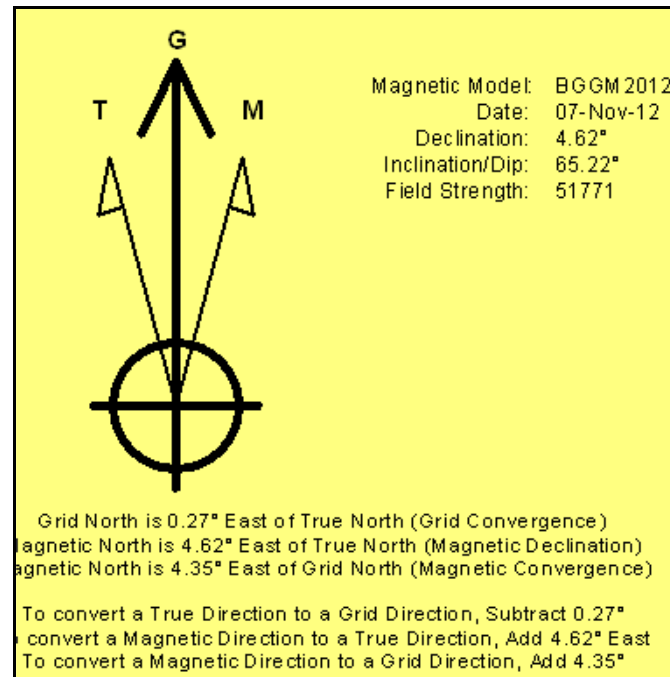 G
T M
Magnetic Model: BGGM2012
Date: 07-Nov-12
Declination: 4.62°
Inclination/Dip: 65.22°
Field Strength: 51771
Grid North is 0.27° East of True North (Grid Convergence)
lagnetic North is 4.62° East of True North (Magnetic Declination)
agnetic North is 4.35° East of Grid North (Magnetic Convergence)
To convert a True Direction to a Grid Direction, Subtract 0.27°
o convert a Magnetic Direction to a True Direction, Add 4.62° East
To convert a Magnetic Direction to a Grid Direction, Add 4.35°